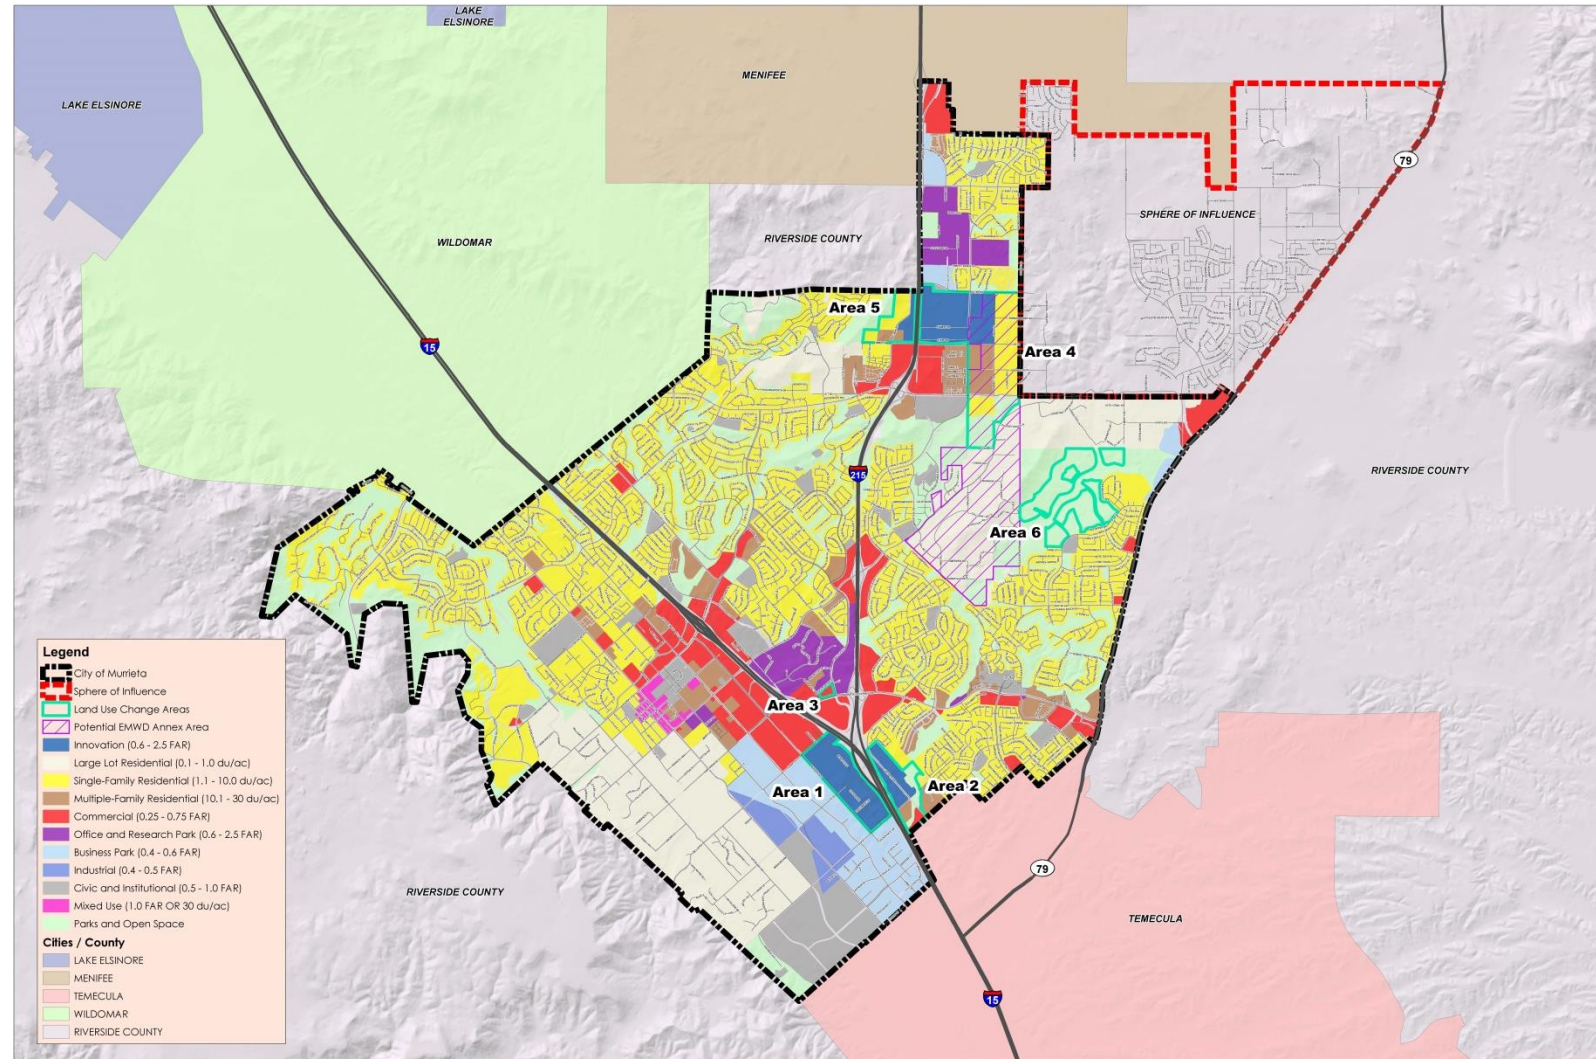 LAKE
ELSINORE
LAKE ELSINORE
MENIFEE
WILDOMAR
RIVERSIDE COUNTY
SPHERE OF INFLUENCE
79
Area 5
15
Area 4
215
RIVERSIDE COUNTY
Area 6
Area 3
Area 1
Area 2
79
RIVERSIDE COUNTY
TEMECULA
15
Legend
City of Murrieta
Sphere of Influence
Land Use Change Areas
Potential EMWD Annex Area
Innovation (0.6 - 2.5 FAR)
Large Lot Residential (0.1 - 1.0 du/ac)
Single-Family Residential (1.1 - 10.0 du/ac)
Multiple-Family Residential (10.1 - 30 du/ac)
Commercial (0.25 - 0.75 FAR)
Office and Research Park (0.6 - 2.5 FAR)
Business Park (0.4 - 0.6 FAR)
Industrial (0.4 - 0.5 FAR)
Civic and Institutional (0.5 - 1.0 FAR)
Mixed Use (1.0 FAR OR 30 du/ac)
Parks and Open Space
Cities / County
LAKE ELSINORE
MENIFEE
TEMECULA
WILDOMAR
RIVERSIDE COUNTY